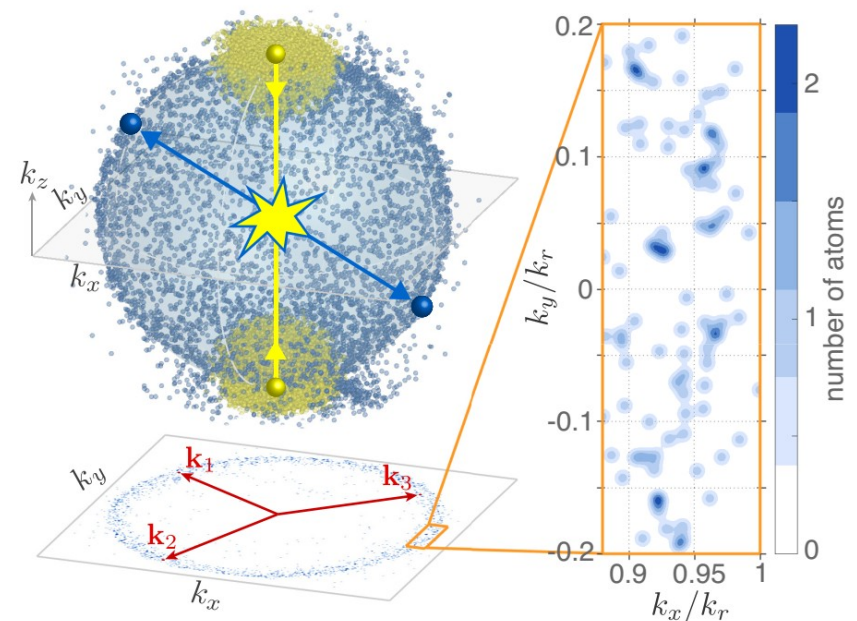 k_z
k_y
k_x
k_1
k_2
k_3
k_y
k_x
0.2
0.1
0
-0.1
-0.2
k_y/k_r
0.9
0.95
1
k_x/k_r
2
1
0
number of atoms